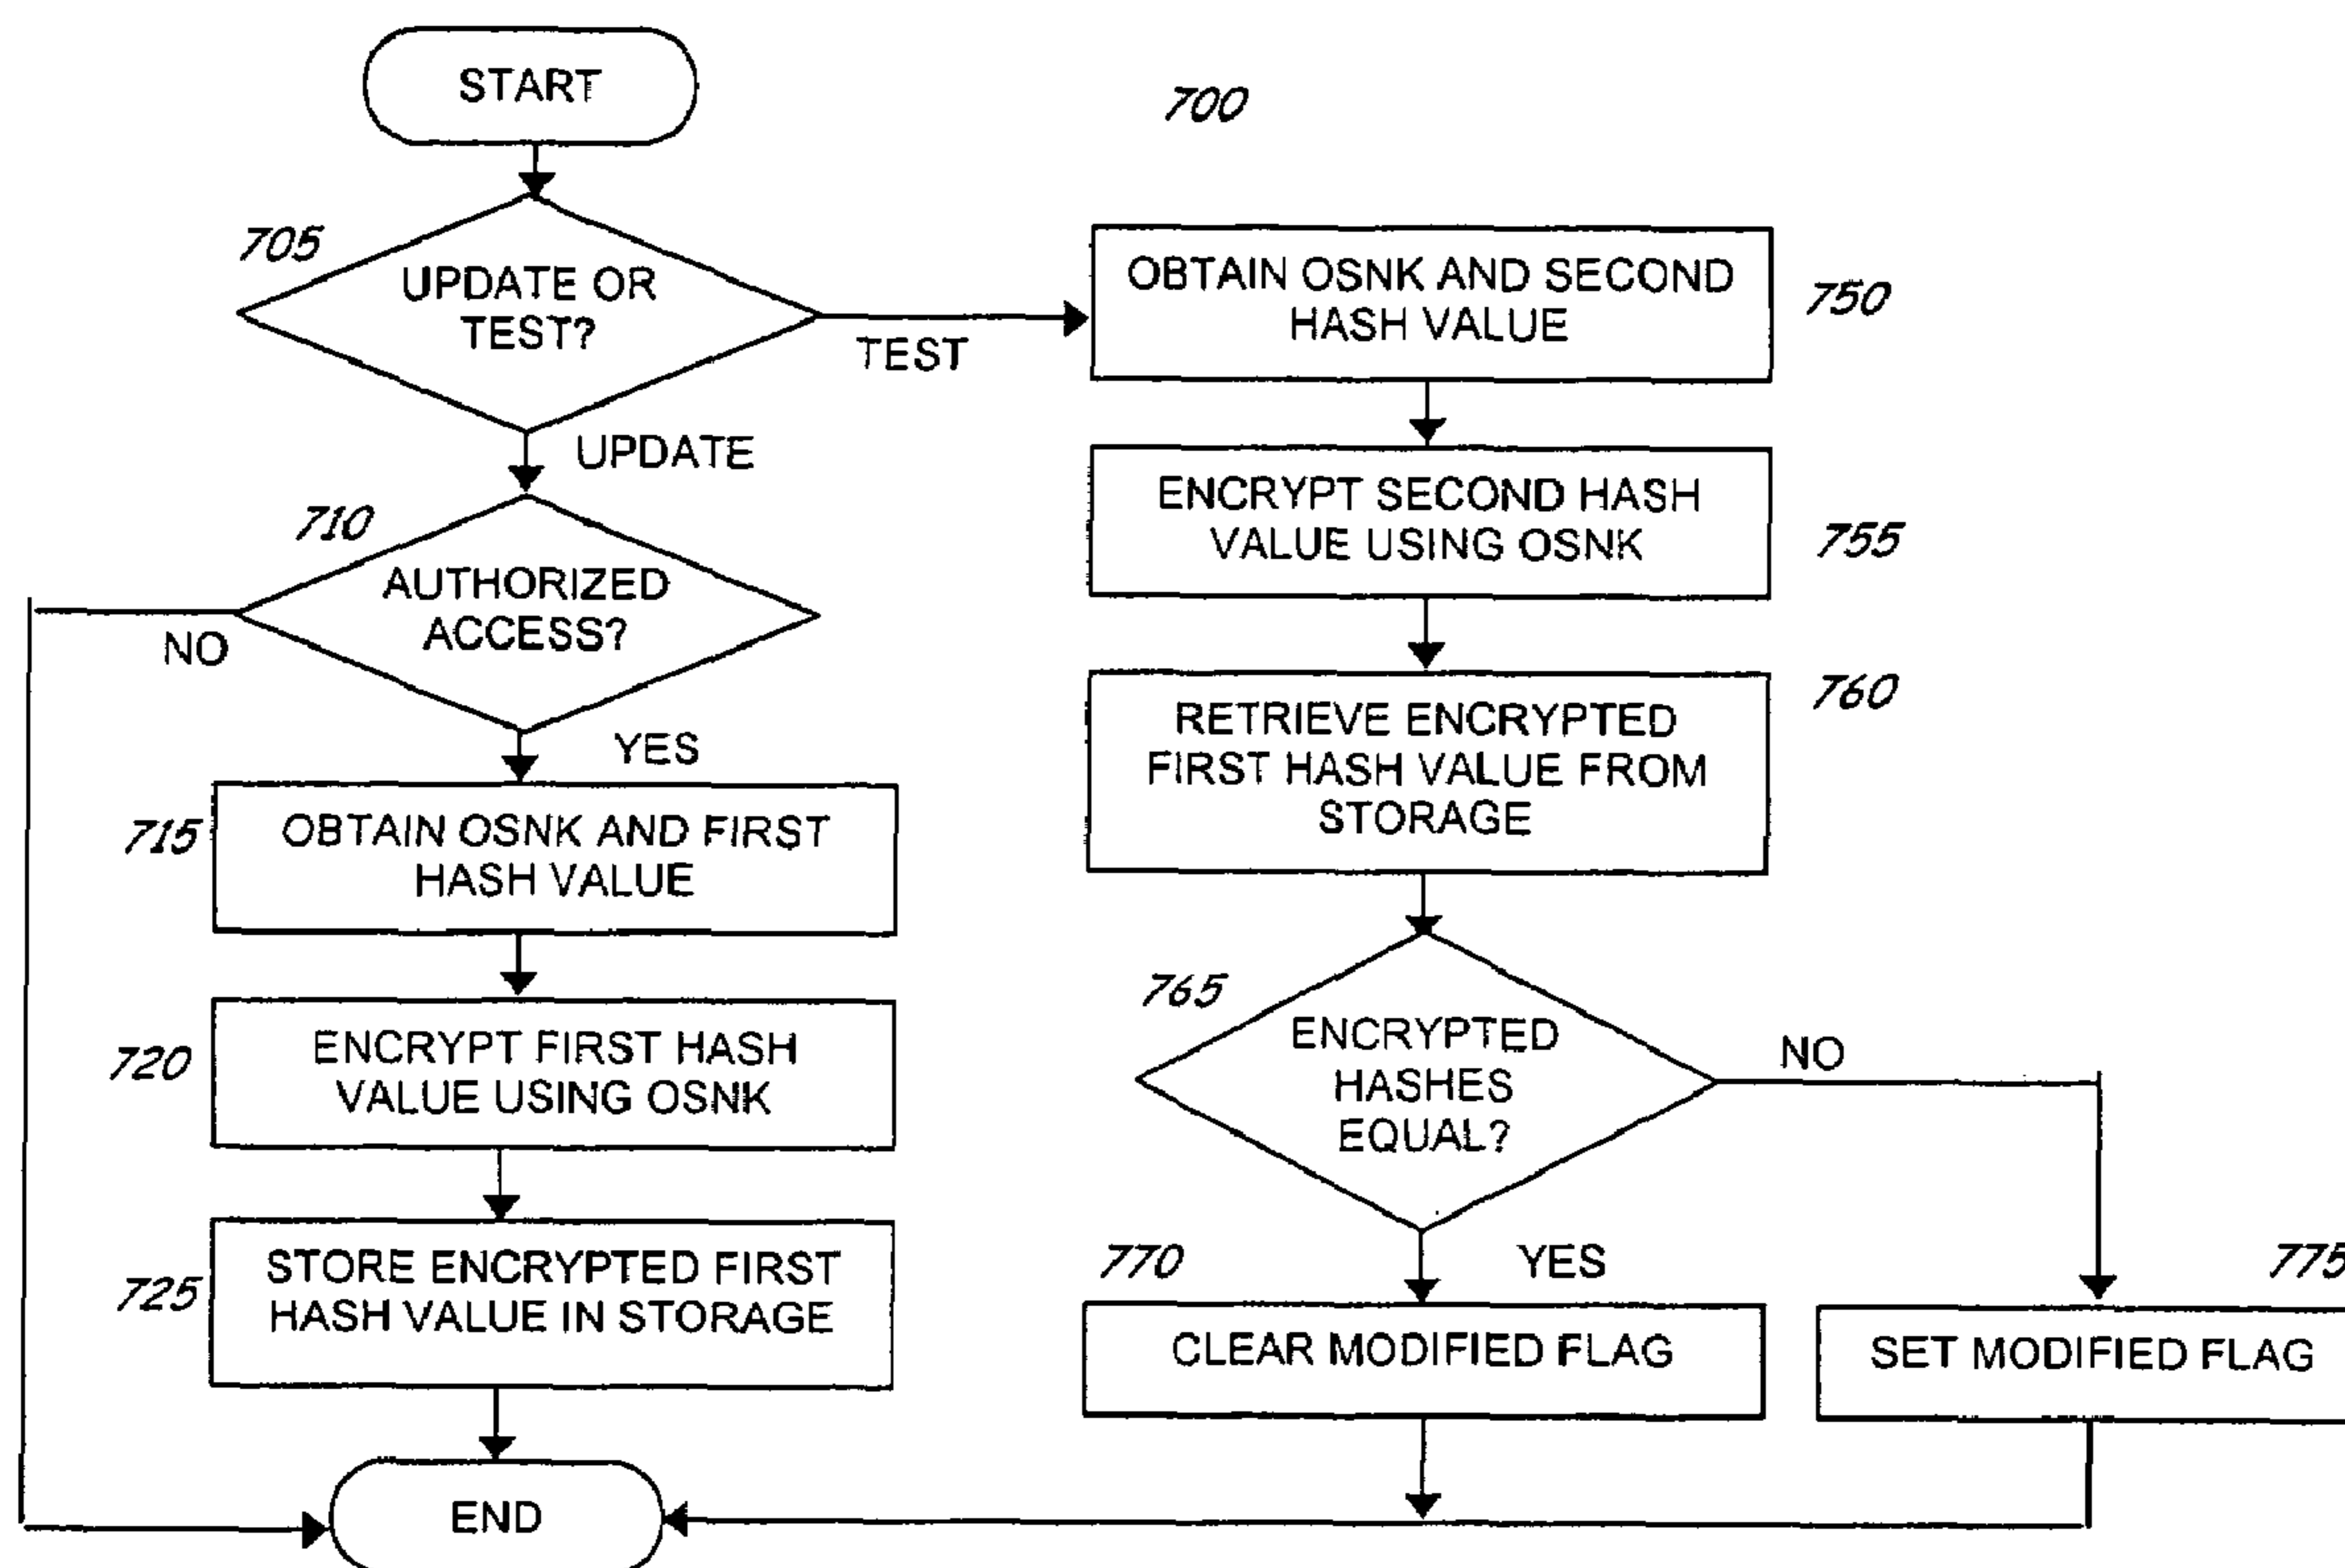 START
700
705
UPDATE OR
TEST?
TEST
UPDATE
710
AUTHORIZED
ACCESS?
NO
YES
715
OBTAIN OSNK AND FIRST
HASH VALUE
720
ENCRYPT FIRST HASH
VALUE USING OSNK
725
STORE ENCRYPTED FIRST
HASH VALUE IN STORAGE
END
OBTAIN OSNK AND SECOND
HASH VALUE
750
ENCRYPT SECOND HASH
VALUE USING OSNK
755
RETRIEVE ENCRYPTED
FIRST HASH VALUE FROM
STORAGE
760
765
ENCRYPTED
HASHES
EQUAL?
NO
YES
770
CLEAR MODIFIED FLAG
775
SET MODIFIED FLAG